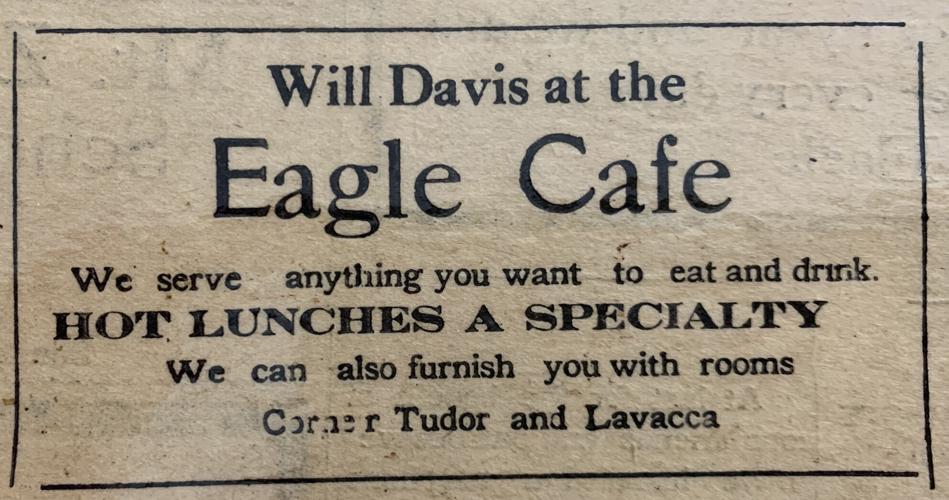 Will Davis at the
Eagle Cafe
We serve anything you want to eat and drink.
HOT LUNCHES A SPECIALTY
We can also furnish you with rooms
Corner Tudor and Lavacca